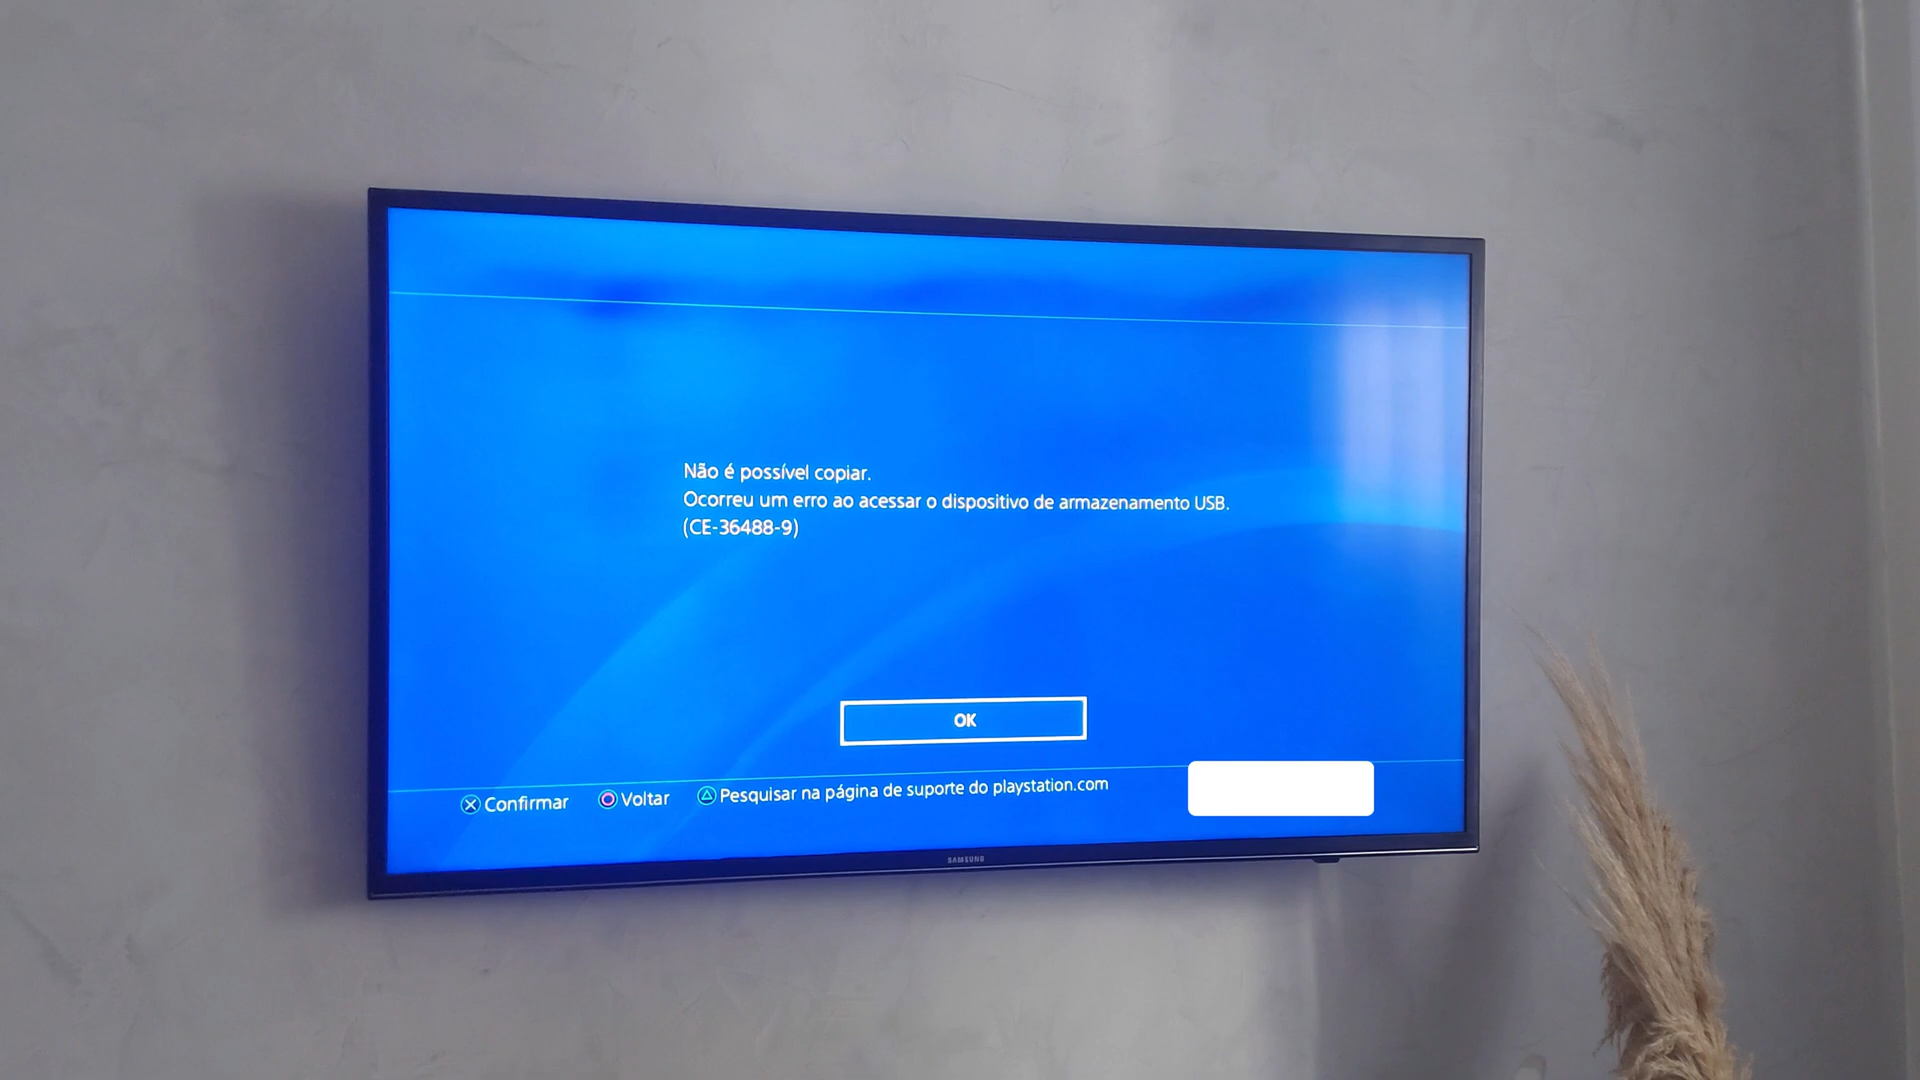 Não é possível copiar.
Ocorreu um erro ao acessar o dispositivo de armazenamento USB.
(CE-36488-9)
OK
Confirmar Voltar Pesquisar na página de suporte do playstation.com
SAMSUNG